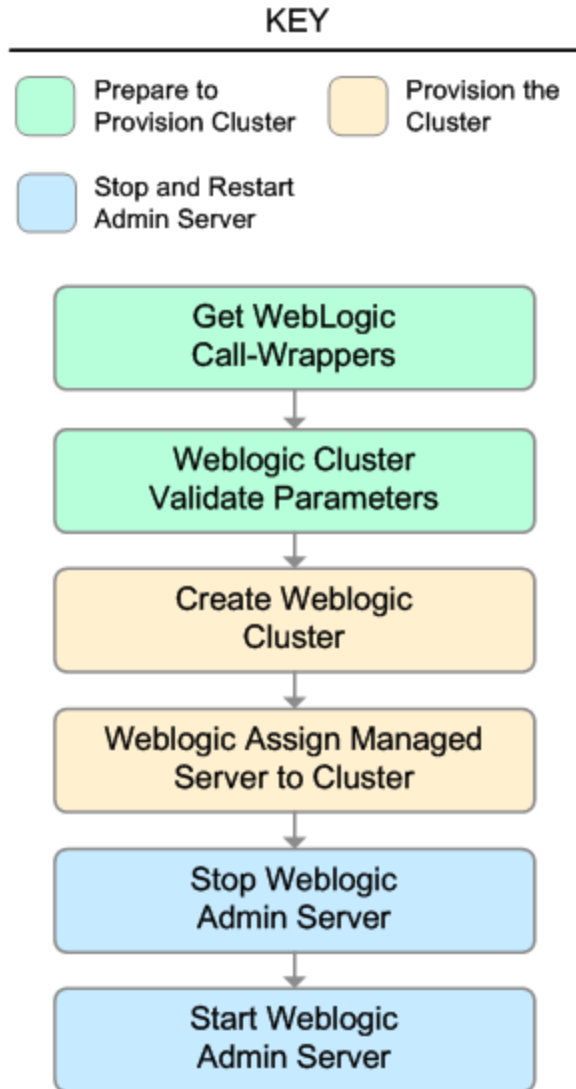 KEY
Prepare to
Provision Cluster
Provision the
Cluster
Stop and Restart
Admin Server
Get WebLogic
Call-Wrappers
Weblogic Cluster
Validate Parameters
Create Weblogic
Cluster
Weblogic Assign Managed
Server to Cluster
Stop Weblogic
Admin Server
Start Weblogic
Admin Server